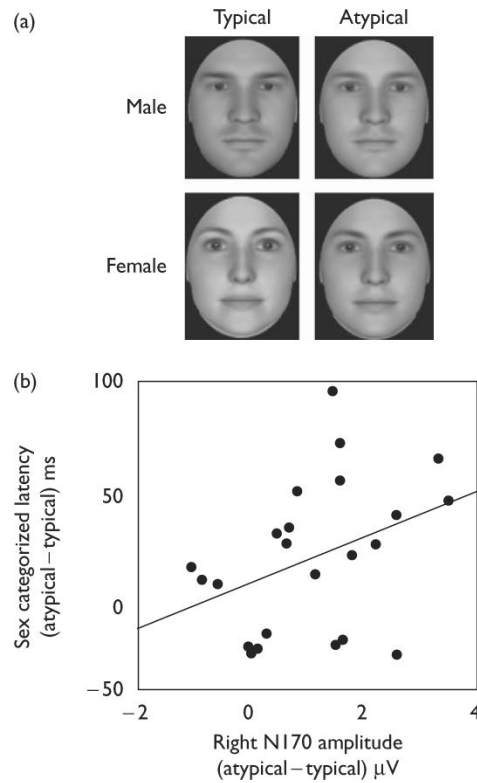 (a)
Typical
Atypical
Male
Female
(b)
Sex categorized latency
(atypical – typical) ms
100
50
0
−50
−2
0
2
4
Right N170 amplitude
(atypical – typical) μV